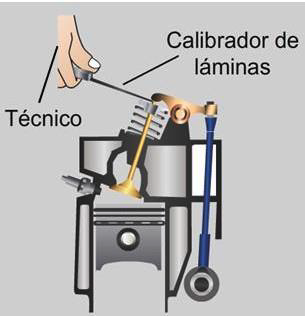 Calibrador de
láminas
Técnico